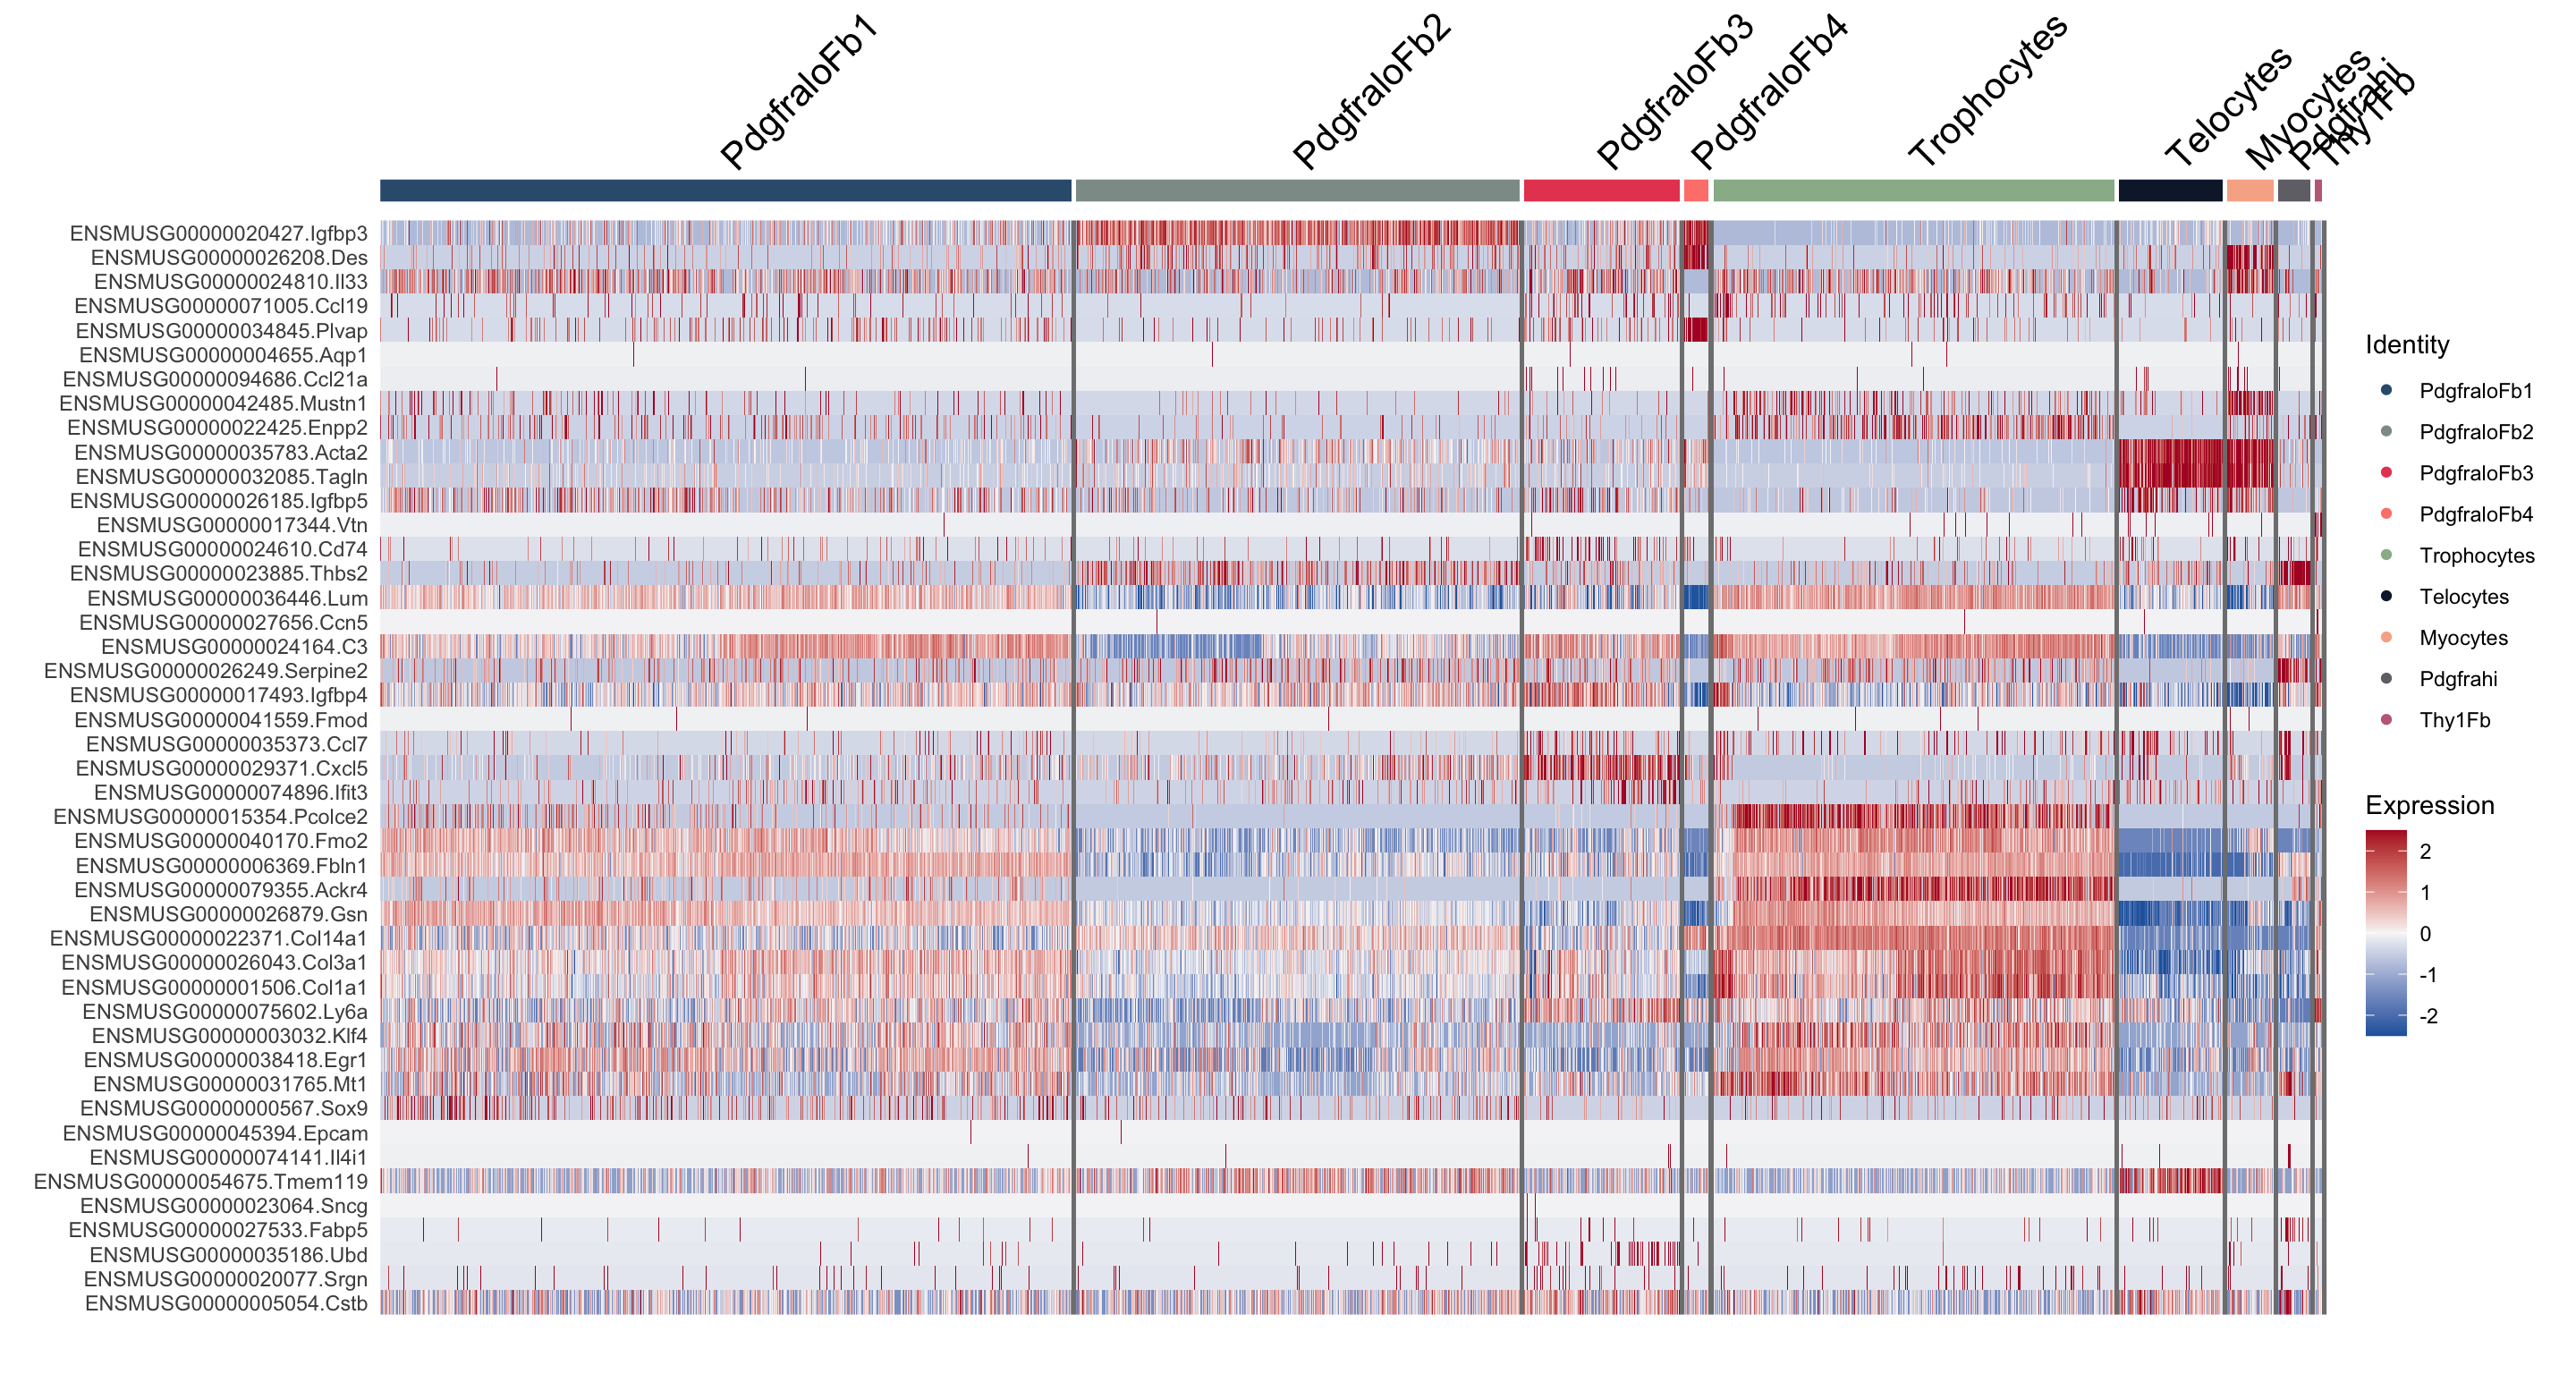 PdgfraloFb1
PdgfraloFb2
PdgfraloFb3
PdgfraloFb4
Trophocytes
Telocytes
Myocytes
Pdgfrahi
Thy1Fb
ENSMUSG00000020427.Igfbp3
ENSMUSG00000026208.Des
ENSMUSG00000024810.Il33
ENSMUSG00000071005.Ccl19
ENSMUSG00000034845.Plvap
ENSMUSG00000004655.Aqp1
ENSMUSG00000094686.Ccl21a
ENSMUSG00000042485.Mustn1
ENSMUSG00000022425.Enpp2
ENSMUSG00000035783.Acta2
ENSMUSG00000032085.Tagln
ENSMUSG00000026185.Igfbp5
ENSMUSG00000017344.Vtn
ENSMUSG00000024610.Cd74
ENSMUSG00000023885.Thbs2
ENSMUSG00000036446.Lum
ENSMUSG00000027656.Ccn5
ENSMUSG00000024164.C3
ENSMUSG00000026249.Serpine2
ENSMUSG00000017493.Igfbp4
ENSMUSG00000041559.Fmod
ENSMUSG00000035373.Ccl7
ENSMUSG00000029371.Cxcl5
ENSMUSG00000074896.Ifit3
ENSMUSG00000015354.Pcolce2
ENSMUSG00000040170.Fmo2
ENSMUSG00000006369.Fbln1
ENSMUSG00000079355.Ackr4
ENSMUSG00000026879.Gsn
ENSMUSG00000022371.Col14a1
ENSMUSG00000026043.Col3a1
ENSMUSG00000001506.Col1a1
ENSMUSG00000075602.Ly6a
ENSMUSG00000003032.Klf4
ENSMUSG00000038418.Egr1
ENSMUSG00000031765.Mt1
ENSMUSG00000000567.Sox9
ENSMUSG00000045394.Epcam
ENSMUSG00000074141.Il4i1
ENSMUSG00000054675.Tmem119
ENSMUSG00000023064.Sncg
ENSMUSG00000027533.Fabp5
ENSMUSG00000035186.Ubd
ENSMUSG00000020077.Srgn
ENSMUSG00000005054.Cstb
Identity
PdgfraloFb1
PdgfraloFb2
PdgfraloFb3
PdgfraloFb4
Trophocytes
Telocytes
Myocytes
Pdgfrahi
Thy1Fb
Expression
2
1
0
-1
-2